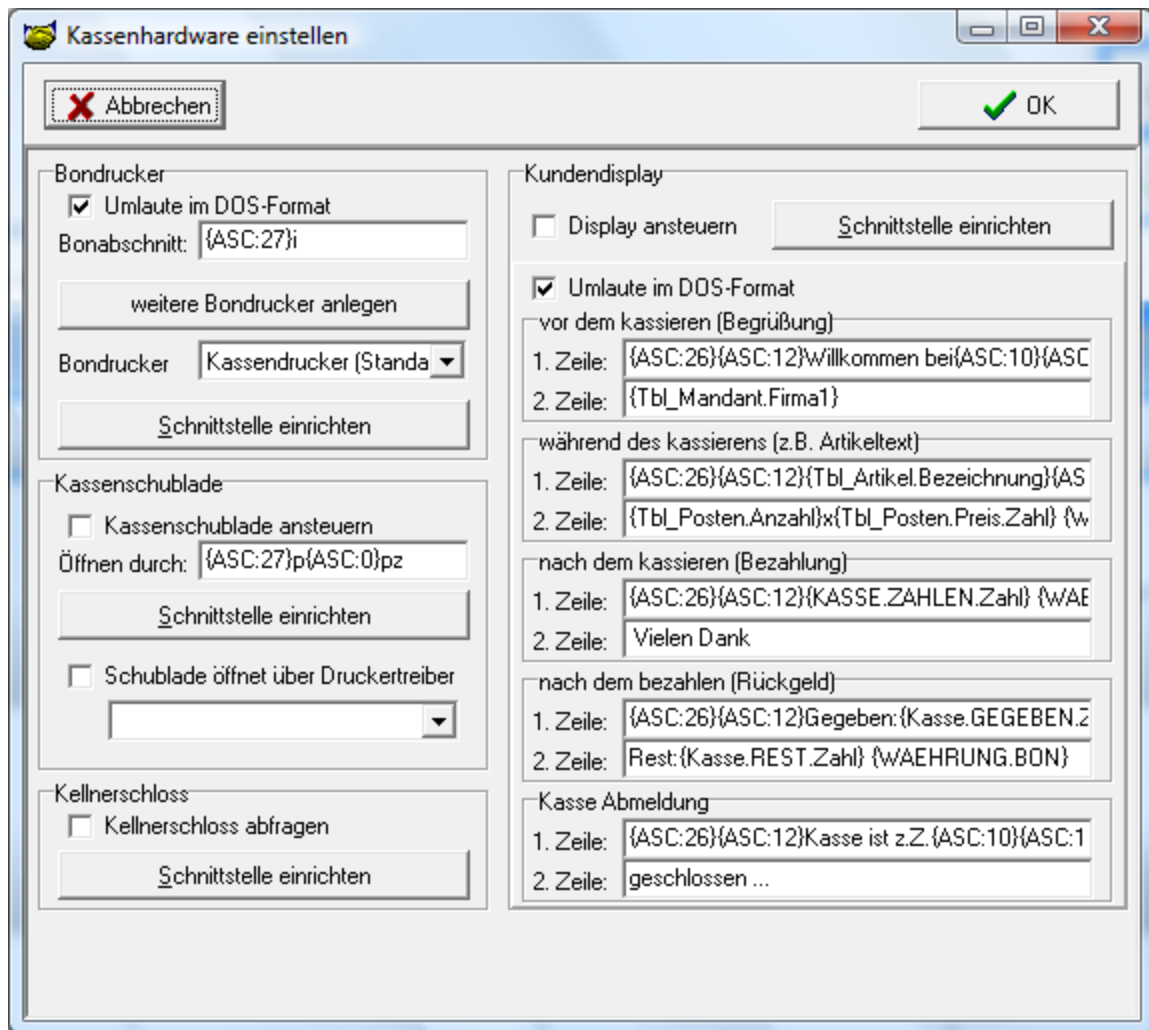 Kassenhardware einstellen
Abbrechen
OK
Bondrucker
Umlaute im DOS-Format
Bonabschnitt: {ASC:27}i
weitere Bondrucker anlegen
Bondrucker Kassendrucker (Standa
Schnittstelle einrichten
Kassenschublade
Kassenschublade ansteuern
Öffnen durch: {ASC:27}p{ASC:0}pz
Schnittstelle einrichten
Schublade öffnet über Druckertreiber
Kellnerschloss
Kellnerschloss abfragen
Schnittstelle einrichten
Kundendisplay
Display ansteuern
Schnittstelle einrichten
Umlaute im DOS-Format
vor dem kassieren (Begrüßung)
1. Zeile: {ASC:26}{ASC:12}Willkommen bei{ASC:10}{ASC
2. Zeile: {Tbl_Mandant.Firma1}
während des kassierens (z.B. Artikeltext)
1. Zeile: {ASC:26}{ASC:12}{Tbl_Artikel.Bezeichnung}{AS
2. Zeile: {Tbl_Posten.Anzahl}x{Tbl_Posten.Preis.Zahl} {W
nach dem kassieren (Bezahlung)
1. Zeile: {ASC:26}{ASC:12}{KASSE.ZAHLEN.Zahl} {WAE
2. Zeile: Vielen Dank
nach dem bezahlen (Rückgeld)
1. Zeile: {ASC:26}{ASC:12}Gegeben:{Kasse.GEGEBEN.Z
2. Zeile: Rest:{Kasse.REST.Zahl} {WAEHRUNG.BON}
Kasse Abmeldung
1. Zeile: {ASC:26}{ASC:12}Kasse ist z.Z.{ASC:10}{ASC:1
2. Zeile: geschlossen ...